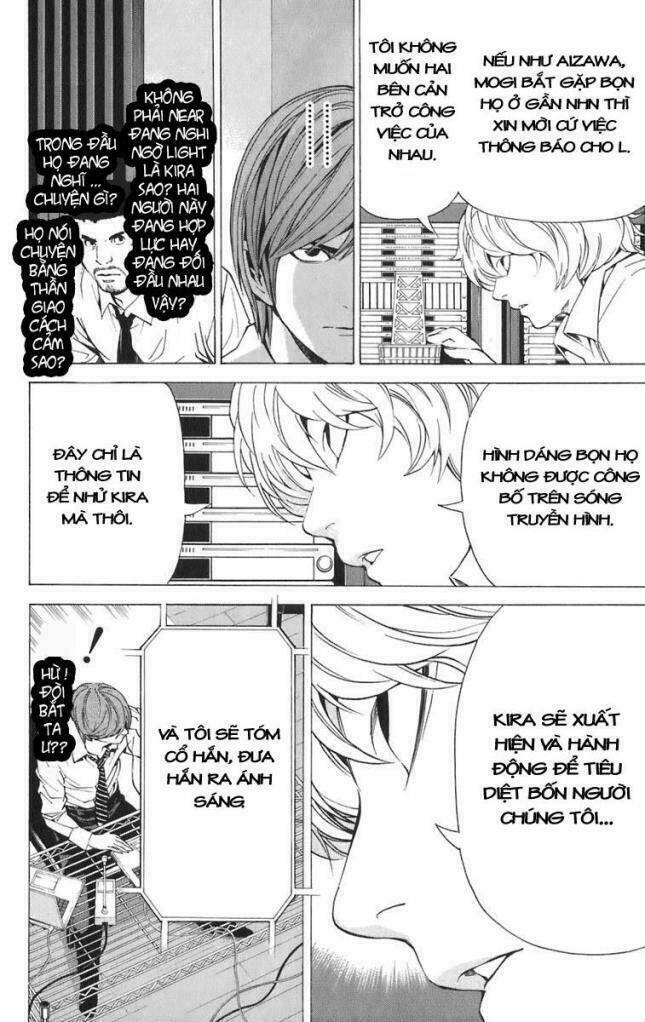 NẾU NHƯ AIZAWA,
MOGI BẮT GẶP BỌN
HỌ Ở GẦN NHN THÌ
XIN MỜI CỨ VIỆC
THÔNG BÁO CHO L.
TÔI KHÔNG
MUỐN HAI
BÊN CẢN
TRỞ CÔNG
VIỆC CỦA
NHAU.
KHÔNG
PHẢI NEAR
ĐANG NGHI
NGỜ LIGHT
LÀ KIRA
SAO? HAI
NGƯỜI NÀY
ĐANG HỢP
LỰC HAY
ĐANG ĐỐI
ĐẦU NHAU
VẬY?
TRONG ĐẦU
HỌ ĐANG
NGHĨ ...
CHUYỆN GÌ?
HỌ NÓI
CHUYỆN
BẰNG
THẦN
GIAO
CÁCH
CẢM
SAO?
HÌNH DÁNG BỌN HỌ
KHÔNG ĐƯỢC CÔNG
BỐ TRÊN SÓNG
TRUYỀN HÌNH.
ĐÂY CHỈ LÀ
THÔNG TIN
ĐỂ NHỬ KIRA
MÀ THÔI.
KIRA SẼ XUẤT
HIỆN VÀ HÀNH
ĐỘNG ĐỂ TIÊU
DIỆT BỐN NGƯỜI
CHÚNG TÔI...
VÀ TÔI SẼ TÓM
CỔ HẮN, ĐƯA
HẮN RA ÁNH
SÁNG.
!
HỪ!
ĐÒI
BẮT
TA
Ư??